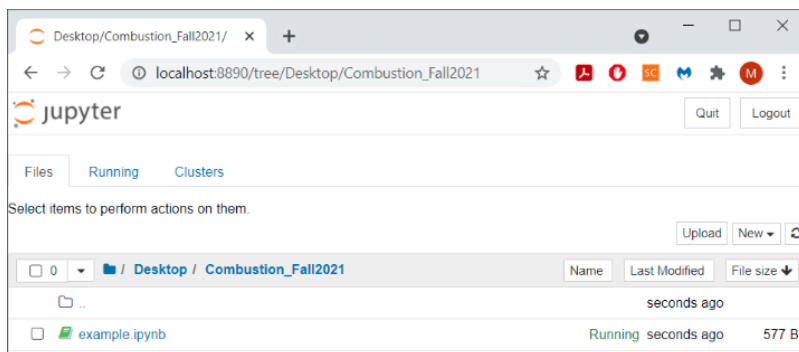 Desktop/Combustion_Fall2021/
localhost:8890/tree/Desktop/Combustion_Fall2021 SC M
jupyter Quit Logout
Files Running Clusters
Select items to perform actions on them.
Upload New
0 / Desktop / Combustion_Fall2021 Name Last Modified File size
.. seconds ago
example.ipynb Running seconds ago 577 B